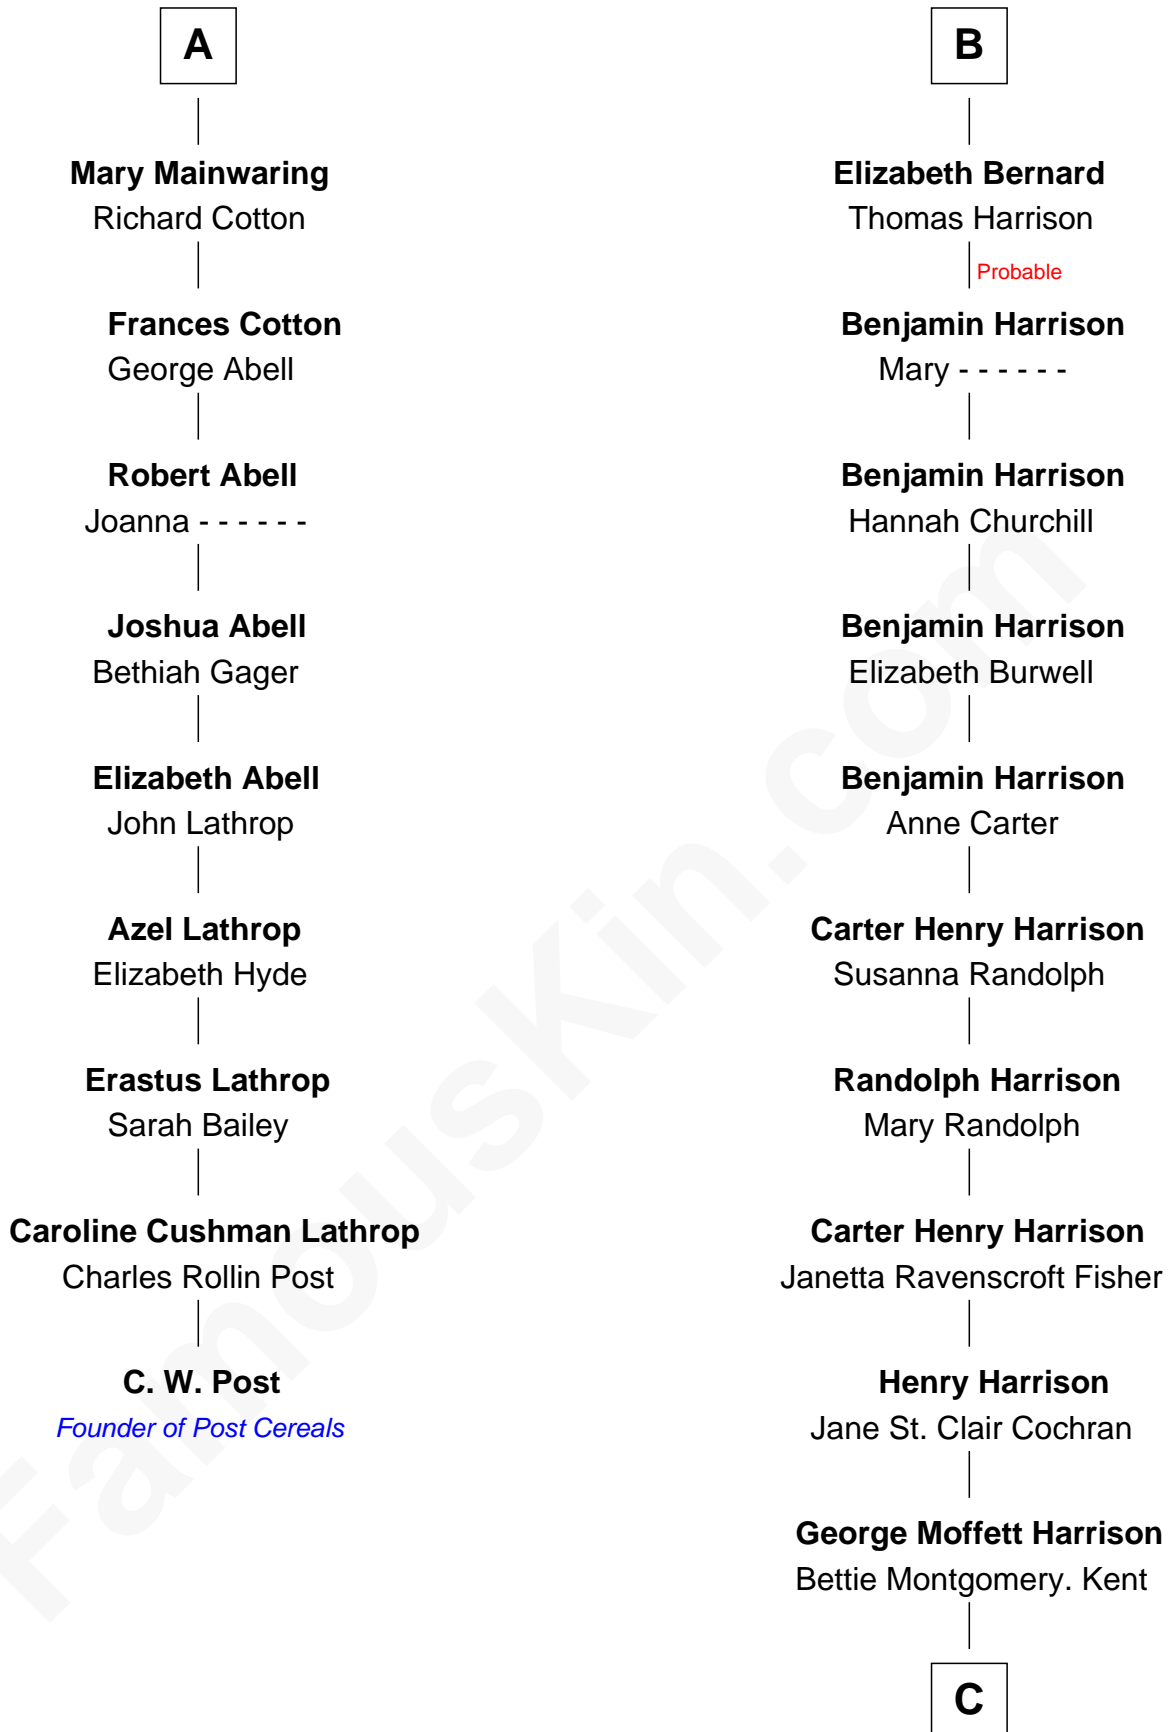 A
Mary Mainwaring
Richard Cotton
Frances Cotton
George Abell
Robert Abell
Joanna - - - - - -
Joshua Abell
Bethiah Gager
Elizabeth Abell
John Lathrop
Azel Lathrop
Elizabeth Hyde
Erastus Lathrop
Sarah Bailey
Caroline Cushman Lathrop
Charles Rollin Post
C. W. Post
Founder of Post Cereals
B
Elizabeth Bernard
Thomas Harrison
Probable
Benjamin Harrison
Mary - - - - - -
Benjamin Harrison
Hannah Churchill
Benjamin Harrison
Elizabeth Burwell
Benjamin Harrison
Anne Carter
Carter Henry Harrison
Susanna Randolph
Randolph Harrison
Mary Randolph
Carter Henry Harrison
Janetta Ravenscroft Fisher
Henry Harrison
Jane St. Clair Cochran
George Moffett Harrison
Bettie Montgomery. Kent
C
FamousKin.com